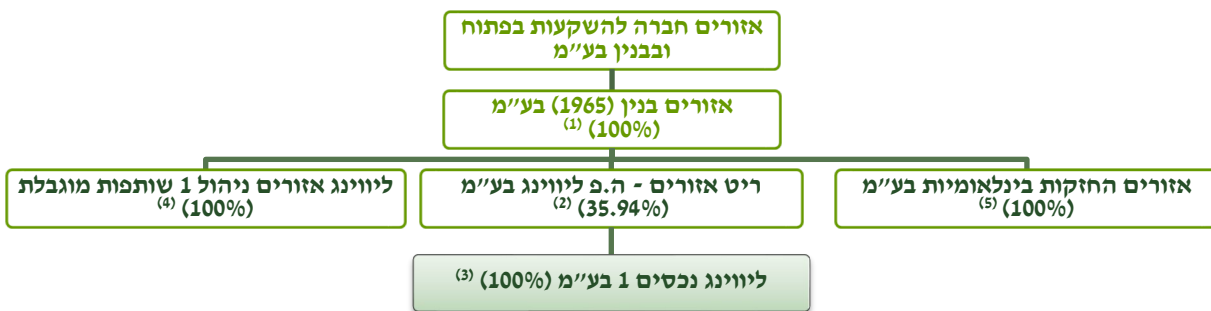 אזורים חברה להשקעות בפתוח
ובבנין בע״מ
אזורים בנין (1965) בע״מ
(100%) (1)
אזורים החזקות בינלאומיות בע״מ
(100%) (5)
ריט אזורים - ה.פ ליווינג בע״מ
(35.94%) (2)
ליווינג אזורים ניהול 1 שותפות מוגבלת
(100%) (4)
ליווינג נכסים 1 בע״מ (100%) (3)